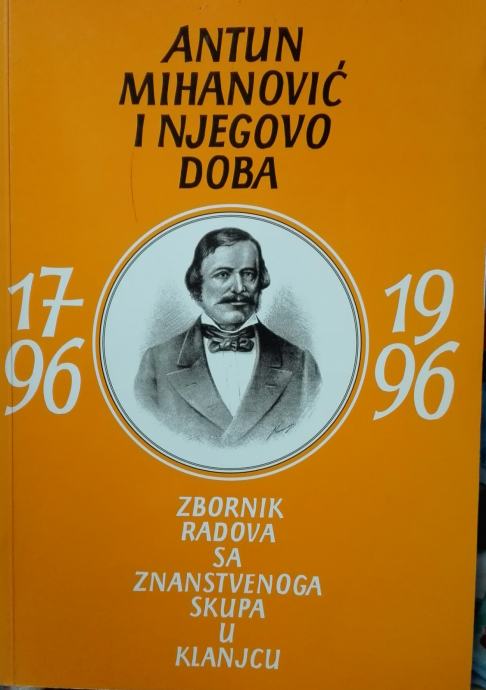 ANTUN
MIHANOVIĆ
I NJEGOVO
DOBA
17
96
19
96
ZBORNIK
RADOVA
SA
ZNANSTVENOGA
SKUPA
U
KLANJCU